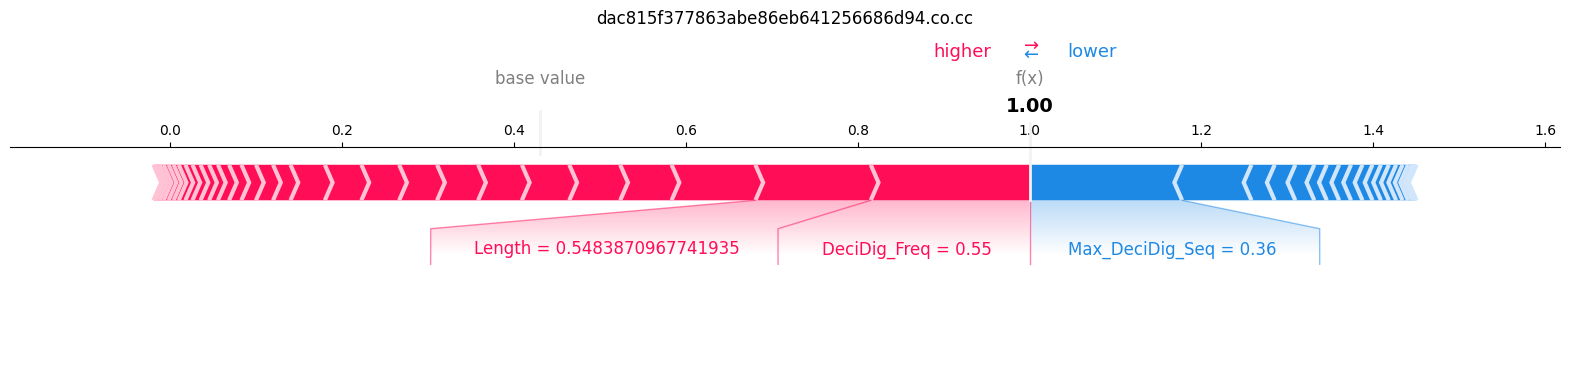 dac815f377863abe86eb641256686d94.co.cc
higher ⇄ lower
base value f(x)
1.00
0.0 0.2 0.4 0.6 0.8 1.0 1.2 1.4 1.6
Length = 0.5483870967741935 DeciDig_Freq = 0.55 Max_DeciDig_Seq = 0.36